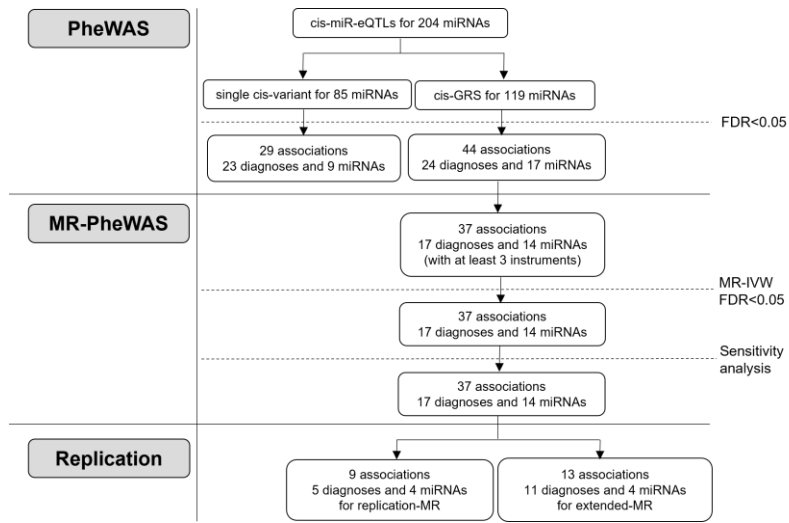 PheWAS
cis-miR-eQTLs for 204 miRNAs
single cis-variant for 85 miRNAs
cis-GRS for 119 miRNAs
FDR<0.05
29 associations
23 diagnoses and 9 miRNAs
44 associations
24 diagnoses and 17 miRNAs
MR-PheWAS
37 associations
17 diagnoses and 14 miRNAs
(with at least 3 instruments)
MR-IVW
FDR<0.05
37 associations
17 diagnoses and 14 miRNAs
Sensitivity
analysis
37 associations
17 diagnoses and 14 miRNAs
Replication
9 associations
5 diagnoses and 4 miRNAs
for replication-MR
13 associations
11 diagnoses and 4 miRNAs
for extended-MR